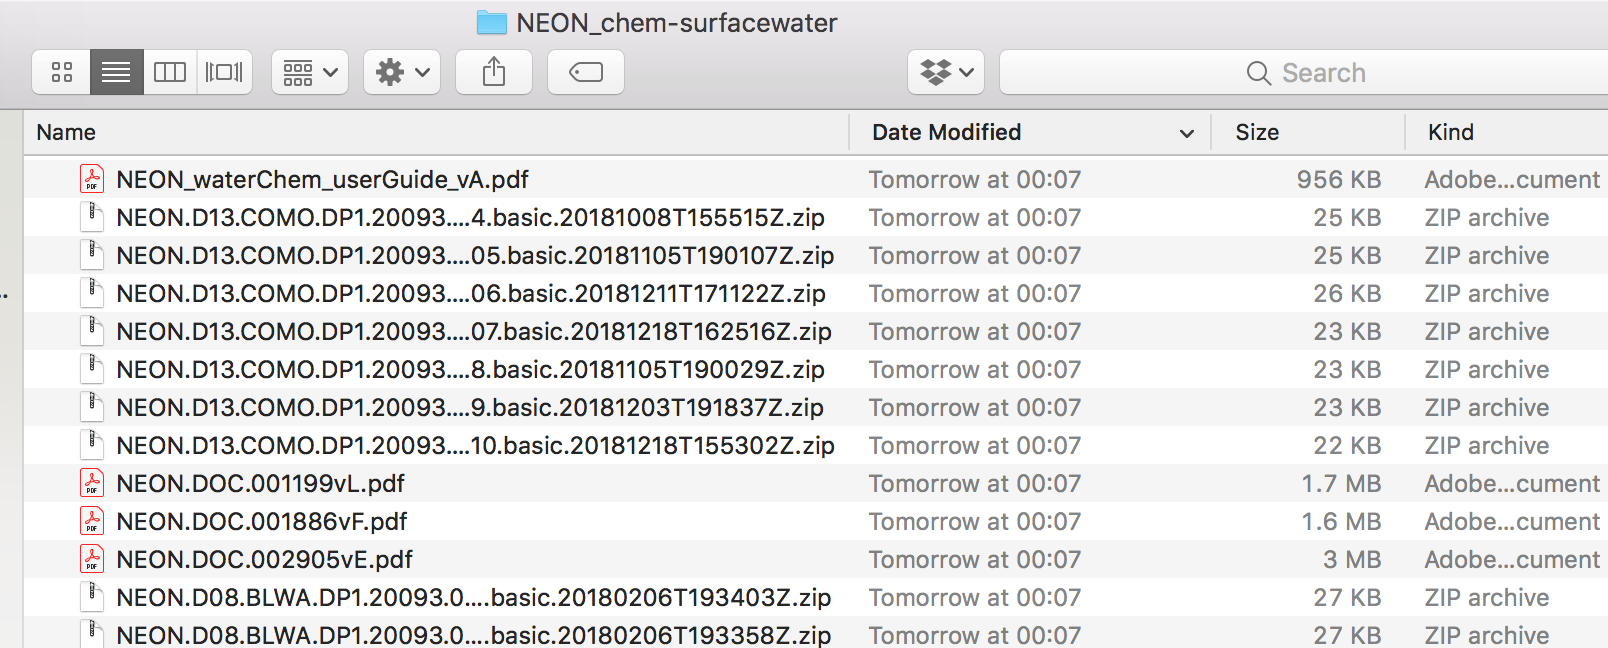 NEON_chem-surfacewater
Search
Name Date Modified Size Kind
NEON_waterChem_userGuide_vA.pdf Tomorrow at 00:07 956 KB Adobe...cument
NEON.D13.COMO.DP1.20093....4.basic.20181008T155515Z.zip Tomorrow at 00:07 25 KB ZIP archive
NEON.D13.COMO.DP1.20093....05.basic.20181105T190107Z.zip Tomorrow at 00:07 25 KB ZIP archive
NEON.D13.COMO.DP1.20093....06.basic.20181211T171122Z.zip Tomorrow at 00:07 26 KB ZIP archive
NEON.D13.COMO.DP1.20093....07.basic.20181218T162516Z.zip Tomorrow at 00:07 23 KB ZIP archive
NEON.D13.COMO.DP1.20093....8.basic.20181105T190029Z.zip Tomorrow at 00:07 23 KB ZIP archive
NEON.D13.COMO.DP1.20093....9.basic.20181203T191837Z.zip Tomorrow at 00:07 23 KB ZIP archive
NEON.D13.COMO.DP1.20093....10.basic.20181218T155302Z.zip Tomorrow at 00:07 22 KB ZIP archive
NEON.DOC.001199vL.pdf Tomorrow at 00:07 1.7 MB Adobe...cument
NEON.DOC.001886vF.pdf Tomorrow at 00:07 1.6 MB Adobe...cument
NEON.DOC.002905vE.pdf Tomorrow at 00:07 3 MB Adobe...cument
NEON.D08.BLWA.DP1.20093.0....basic.20180206T193403Z.zip Tomorrow at 00:07 27 KB ZIP archive
NEON.D08.BLWA.DP1.20093.0....basic.20180206T193358Z.zip Tomorrow at 00:07 27 KB ZIP archive